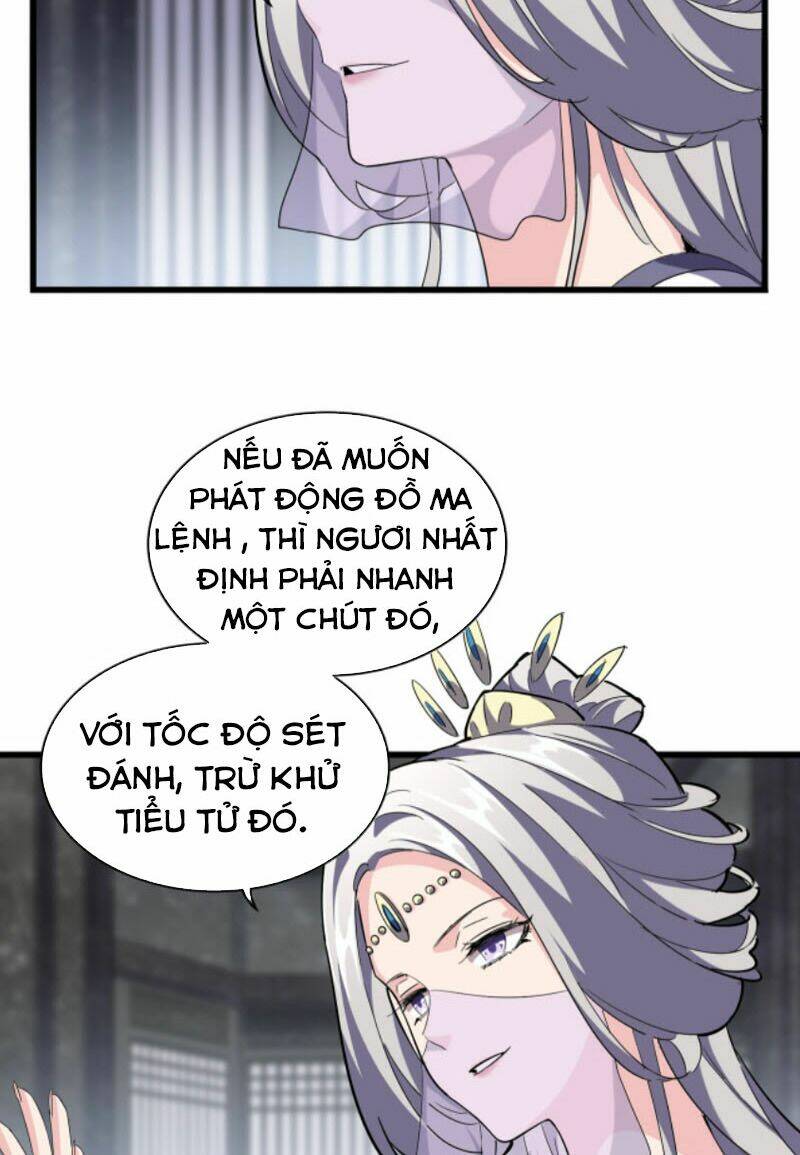 NẾU ĐÃ MUỐN
PHÁT ĐỘNG ĐỒ MA
LỆNH , THÌ NGƯƠI NHẤT
ĐỊNH PHẢI NHANH
MỘT CHÚT ĐÓ,
VỚI TỐC ĐỘ SÉT
ĐÁNH, TRỪ KHỬ
TIỂU TỬ ĐÓ.